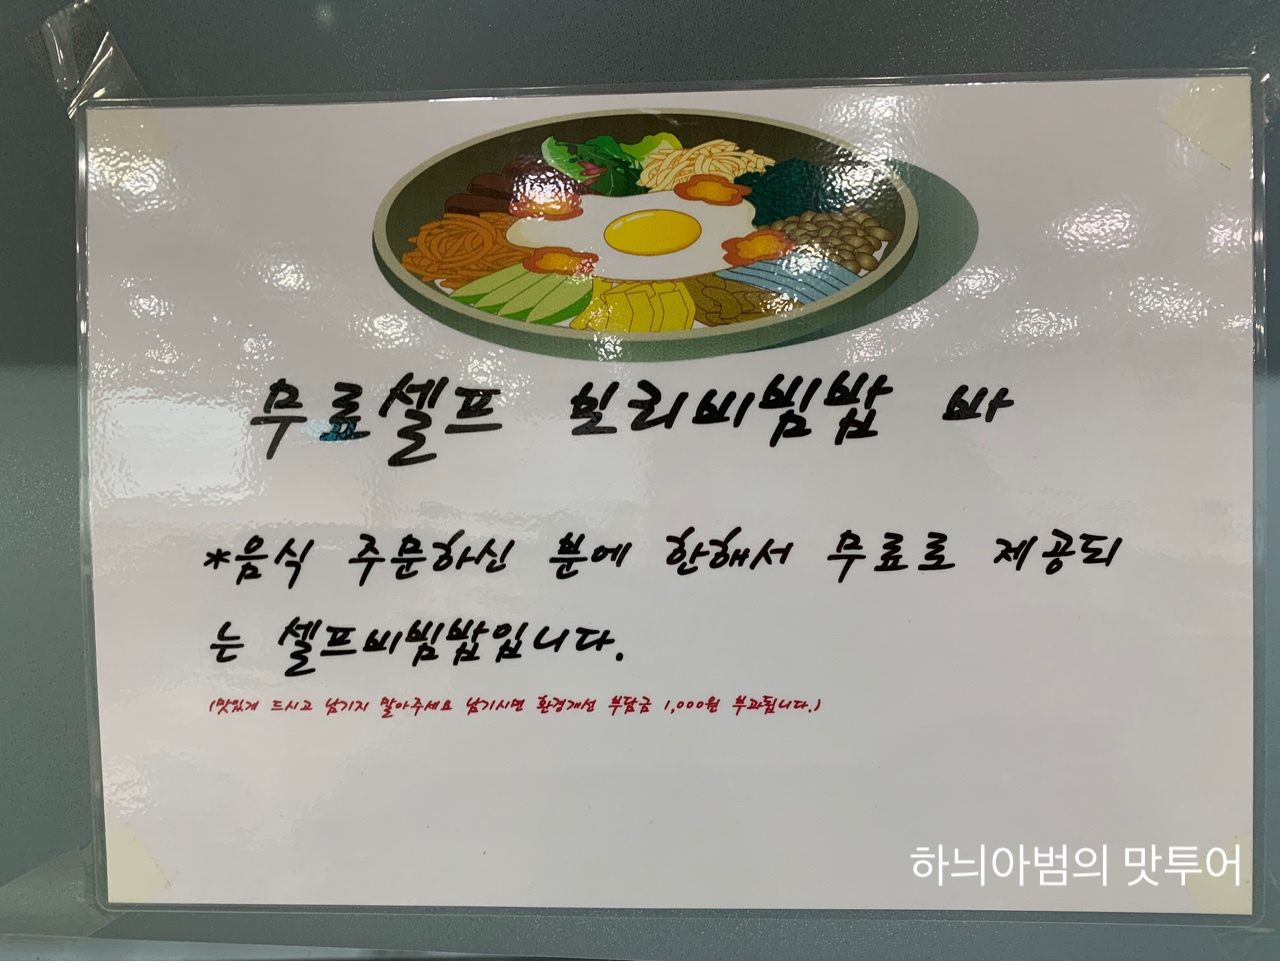 무료셀프 보리비빔밥 바
*음식 주문하신 분에 한해서 무료로 제공되
는 셀프비빔밥입니다.
(맛있게 드시고 남기지 말아주세요 남기시면 환경개선 부담금 1,000원 부과됩니다.)
하늬아범의 맛투어